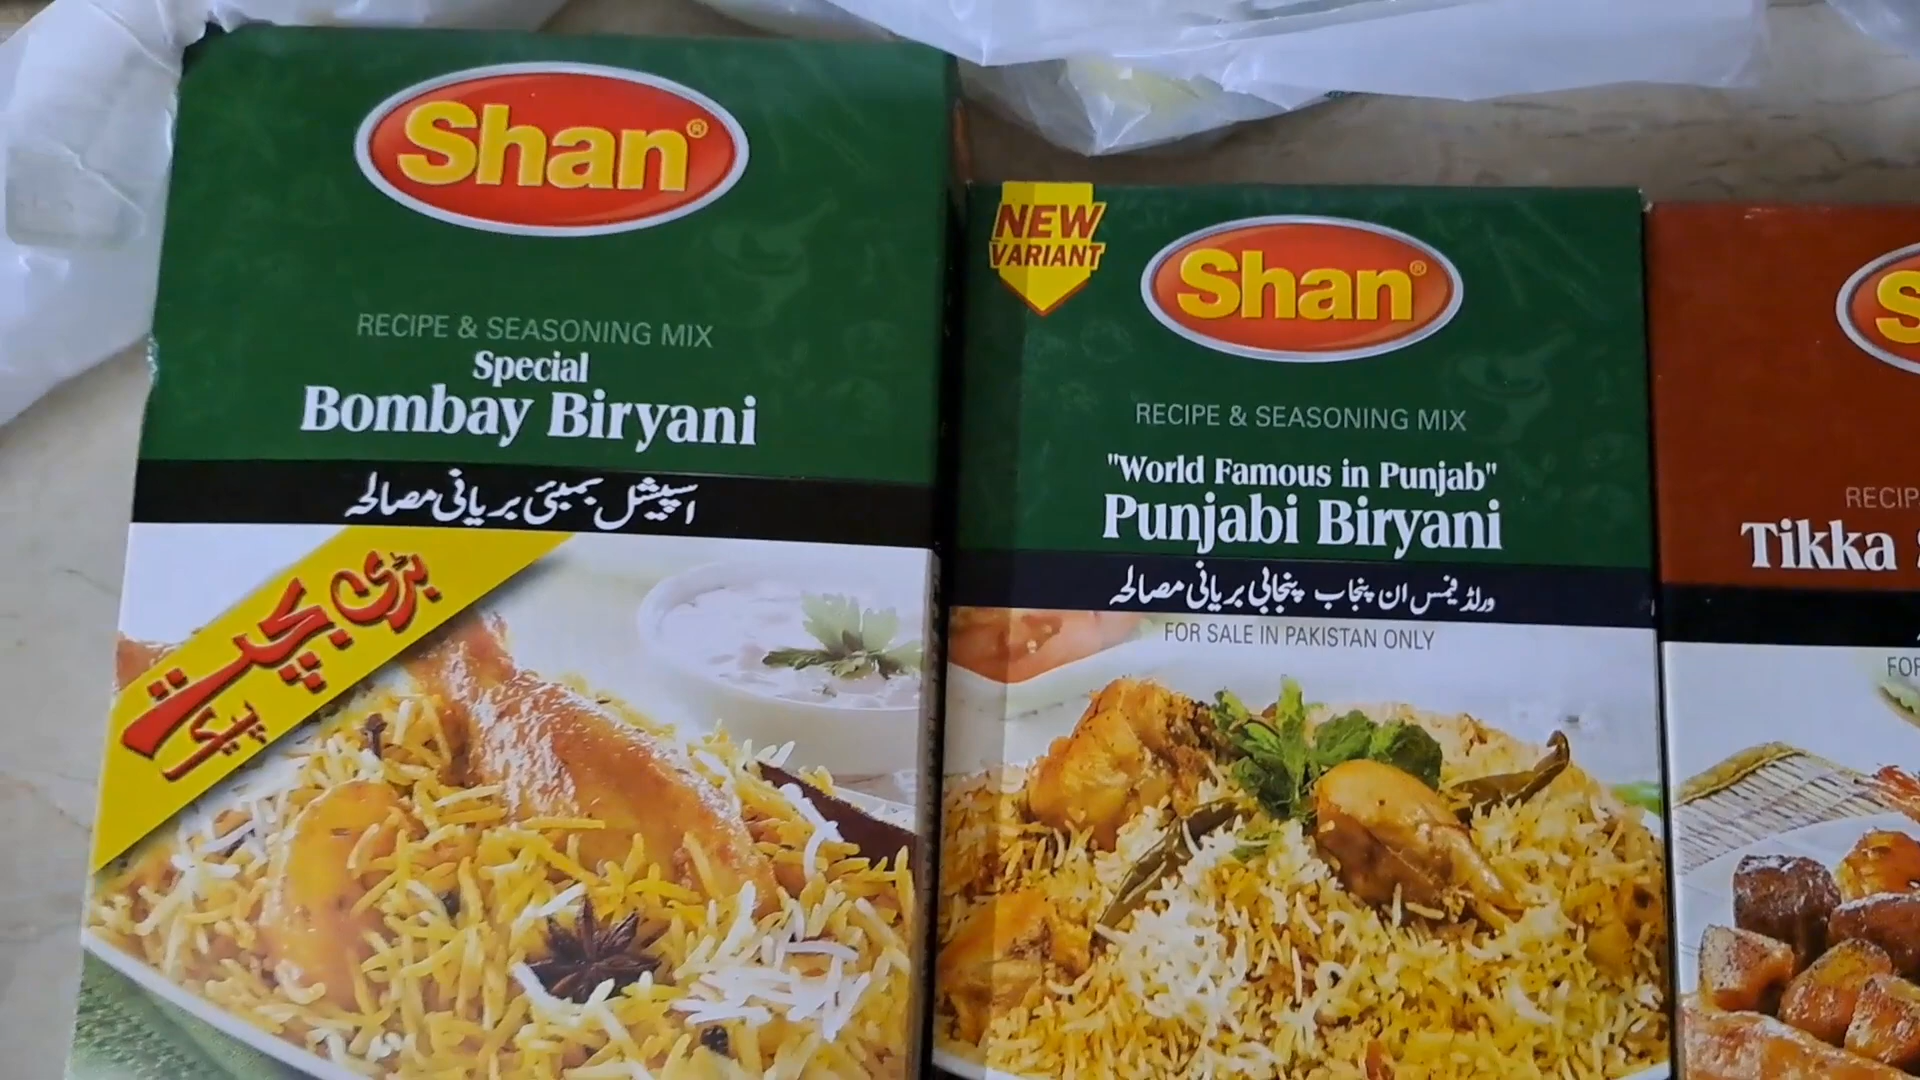 Shan®
RECIPE & SEASONING MIX
Special
Bombay Biryani
اسپیشل بمبئی بریانی مصالحہ
بڑی بچت
پیک
NEW
VARIANT
Shan®
RECIPE & SEASONING MIX
"World Famous in Punjab"
Punjabi Biryani
ورلڈ فیمس ان پنجاب پنجابی بریانی مصالحہ
FOR SALE IN PAKISTAN ONLY
Tikka